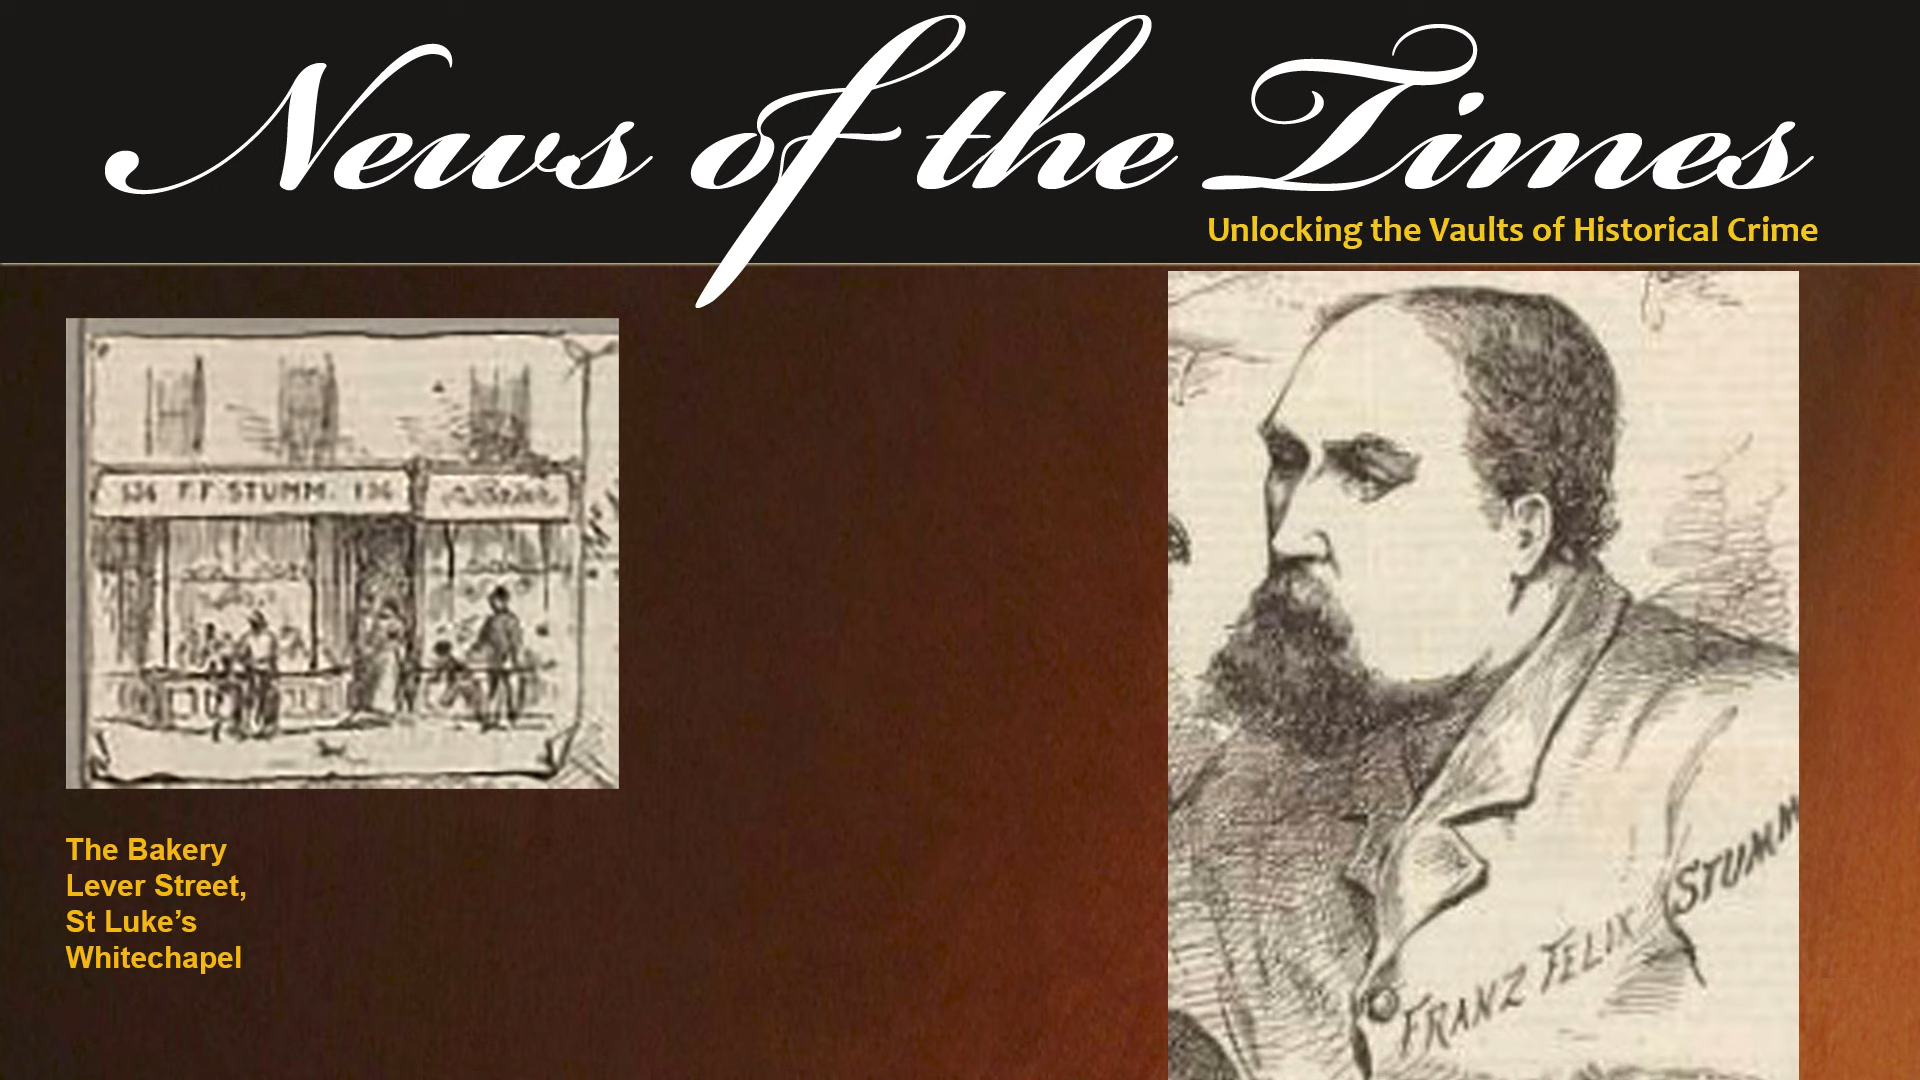 News of the Times
Unlocking the Vaults of Historical Crime
F.F. STUMM. 136
The Bakery
Lever Street,
St Luke’s
Whitechapel
FRANZ FELIX STUMM